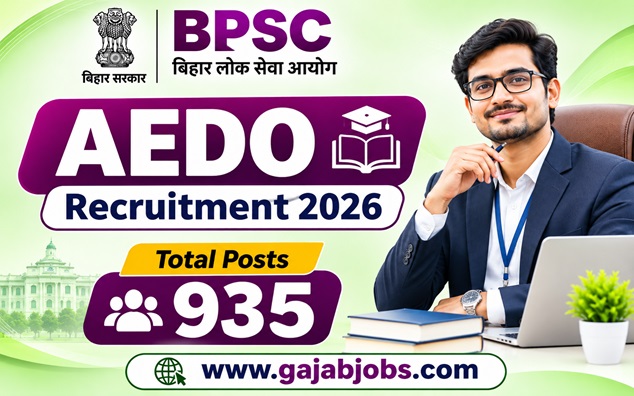 बिहार सरकार
BPSC
बिहार लोक सेवा आयोग
AEDO
Recruitment 2026
Total Posts
935
www.gajabjobs.com